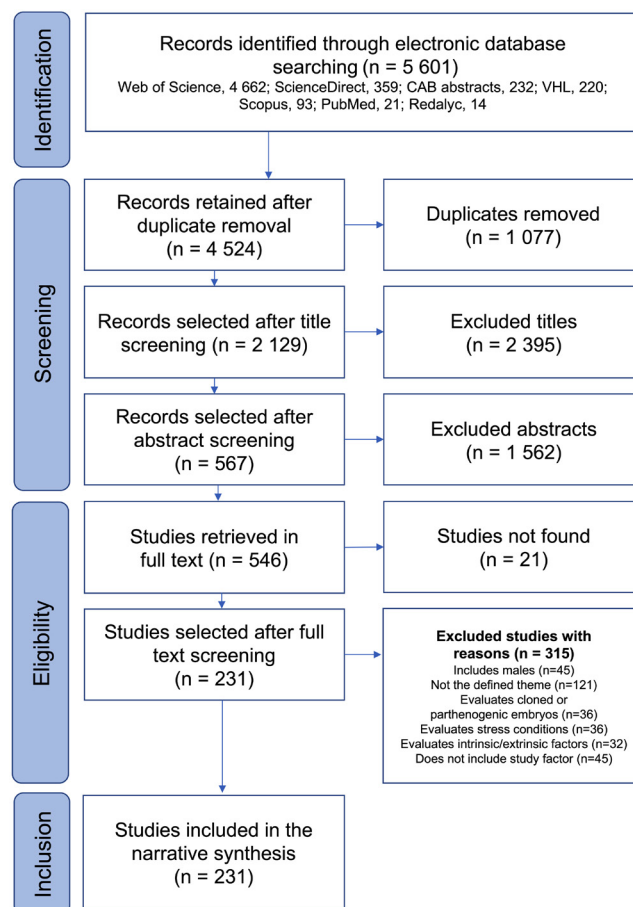 Identification
Records identified through electronic database
searching (n = 5 601)
Web of Science, 4 662; ScienceDirect, 359; CAB abstracts, 232; VHL, 220;
Scopus, 93; PubMed, 21; Redalyc, 14
Screening
Records retained after
duplicate removal
(n = 4 524)
Duplicates removed
(n = 1 077)
Records selected after title
screening (n = 2 129)
Excluded titles
(n = 2 395)
Records selected after
abstract screening
(n = 567)
Excluded abstracts
(n = 1 562)
Eligibility
Studies retrieved in
full text (n = 546)
Studies not found
(n = 21)
Studies selected after full
text screening
(n = 231)
Excluded studies with
reasons (n = 315)
Includes males (n=45)
Not the defined theme (n=121)
Evaluates cloned or
parthenogenic embryos (n=36)
Evaluates stress conditions (n=36)
Evaluates intrinsic/extrinsic factors (n=32)
Does not include study factor (n=45)
Inclusion
Studies included in the
narrative synthesis
(n = 231)